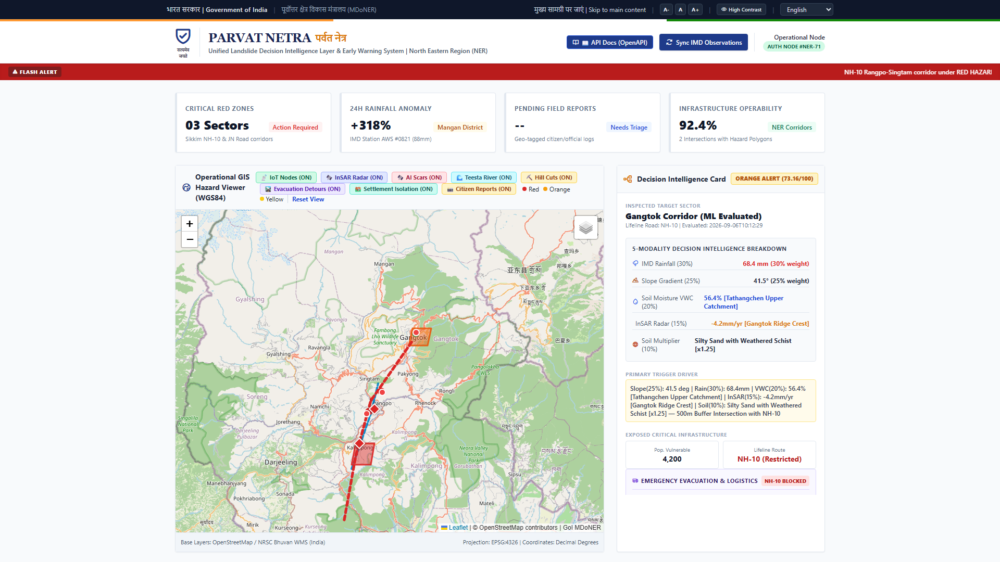 भारत सरकार | Government of India | पूर्वोत्तर क्षेत्र विकास मंत्रालय (MDoNER)
मुख्य सामग्री पर जाएं | Skip to main content | A- A A+ | High Contrast | English
सत्यमेव जयते
PARVAT NETRA पर्वत नेत्र
Unified Landslide Decision Intelligence Layer & Early Warning System | North Eastern Region (NER)
API Docs (OpenAPI)
Sync IMD Observations
Operational Node
AUTH NODE #NER-71
FLASH ALERT
NH-10 Rangpo-Singtam corridor under RED HAZAR
CRITICAL RED ZONES
03 Sectors
Action Required
Sikkim NH-10 & JN Road corridors
24H RAINFALL ANOMALY
+318%
Mangan District
IMD Station AWS #0821 (88mm)
PENDING FIELD REPORTS
--
Needs Triage
Geo-tagged citizen/official logs
INFRASTRUCTURE OPERABILITY
92.4%
NER Corridors
2 Intersections with Hazard Polygons
Operational GIS
Hazard Viewer
(WGS84)
IoT Nodes (ON)
InSAR Radar (ON)
AI Scars (ON)
Teesta River (ON)
Hill Cuts (ON)
Evacuation Detours (ON)
Settlement Isolation (ON)
Citizen Reports (ON)
Red
Orange
Yellow
Reset View
+
−
Mangan
Mangan
查玛乡
邦嘎乡
亚东县
下亚东乡
Gyalshing
Ravongla
Fambong
Lho Wildlife
Sanctuary
Gangtok
Gangtok
巴夏乡
Ravangla
Gyalshing
Pangolakha
WLS
Pakyong
Singtam
Rongli
Soreng
Rhenock
Namchi
Singalila
National
Park
Jorethang
Darjeeling
Pulbazar
Kalimpong
II
Neora Valley
National
Park
Darjeeling
Kalimpong
Gorubathan
Kalimpong
-I
Sipsu
Manebhanjyang
Sonada
Pokhriabong
Mateli
सूर्योदय
Mirik
Kurseong
Kurseong
Leaflet | © OpenStreetMap contributors | GoI MDoNER
Base Layers: OpenStreetMap / NRSC Bhuvan WMS (India)
Projection: EPSG:4326 | Coordinates: Decimal Degrees
Decision Intelligence Card
ORANGE ALERT (73.16/100)
INSPECTED TARGET SECTOR
Gangtok Corridor (ML Evaluated)
Lifeline Road: NH-10 | Evaluated: 2026-09-06T10:12:29
5-MODALITY DECISION INTELLIGENCE BREAKDOWN
IMD Rainfall (30%) 68.4 mm (30% weight)
Slope Gradient (25%) 41.5° (25% weight)
Soil Moisture VWC (20%) 56.4% [Tathangchen Upper Catchment]
InSAR Radar (15%) -4.2mm/yr [Gangtok Ridge Crest]
Soil Multiplier (10%) Silty Sand with Weathered Schist [x1.25]
PRIMARY TRIGGER DRIVER
Slope(25%): 41.5 deg | Rain(30%): 68.4mm | VWC(20%): 56.4%
[Tathangchen Upper Catchment] | InSAR(15%): -4.2mm/yr
[Gangtok Ridge Crest] | Soil(10%): Silty Sand with Weathered
Schist [x1.25] — 500m Buffer Intersection with NH-10
EXPOSED CRITICAL INFRASTRUCTURE
Pop. Vulnerable
4,200
Lifeline Route
NH-10 (Restricted)
EMERGENCY EVACUATION & LOGISTICS
NH-10 BLOCKED